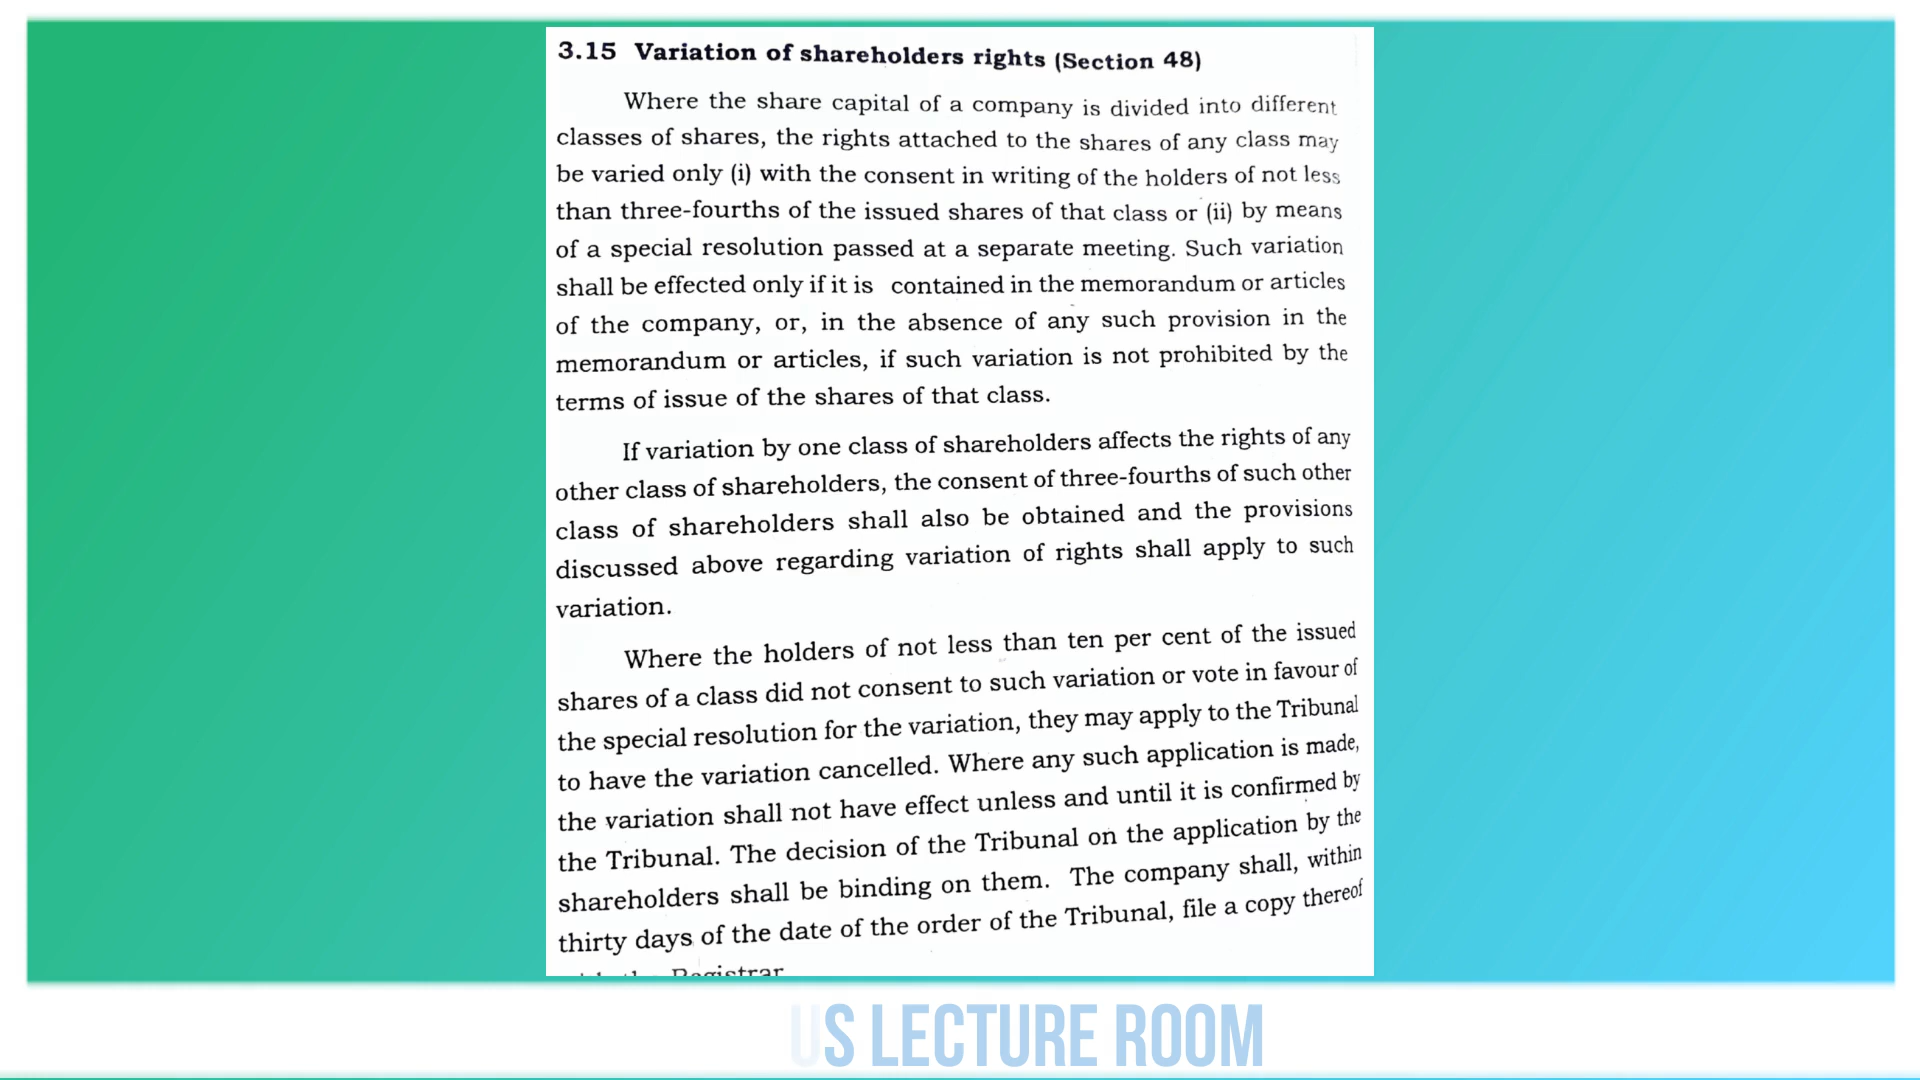 3.15 Variation of shareholders rights (Section 48)
Where the share capital of a company is divided into different
classes of shares, the rights attached to the shares of any class may
be varied only (i) with the consent in writing of the holders of not less
than three-fourths of the issued shares of that class or (ii) by means
of a special resolution passed at a separate meeting. Such variation
shall be effected only if it is contained in the memorandum or articles
of the company, or, in the absence of any such provision in the
memorandum or articles, if such variation is not prohibited by the
terms of issue of the shares of that class.
If variation by one class of shareholders affects the rights of any
other class of shareholders, the consent of three-fourths of such other
class of shareholders shall also be obtained and the provisions
discussed above regarding variation of rights shall apply to such
variation.
Where the holders of not less than ten per cent of the issued
shares of a class did not consent to such variation or vote in favour of
the special resolution for the variation, they may apply to the Tribunal
to have the variation cancelled. Where any such application is made,
the variation shall not have effect unless and until it is confirmed by
the Tribunal. The decision of the Tribunal on the application by the
shareholders shall be binding on them. The company shall, within
thirty days of the date of the order of the Tribunal, file a copy thereof
Registrar
US LECTURE ROOM